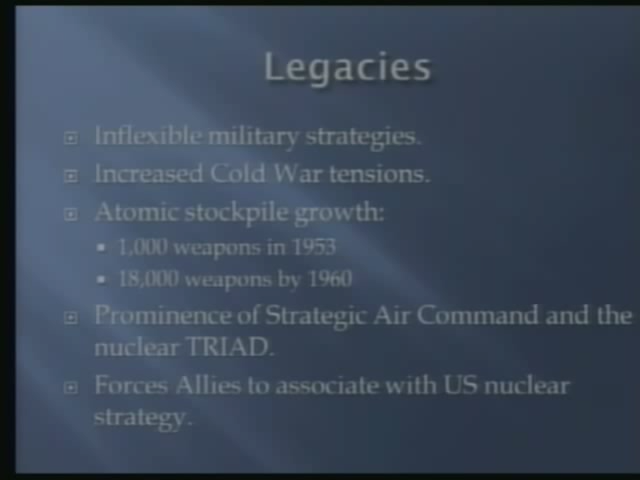 Legacies
Inflexible military strategies.
Increased Cold War tensions.
Atomic stockpile growth:
1,000 weapons in 1953
18,000 weapons by 1960
Prominence of Strategic Air Command and the
nuclear TRIAD.
Forces Allies to associate with US nuclear
strategy.